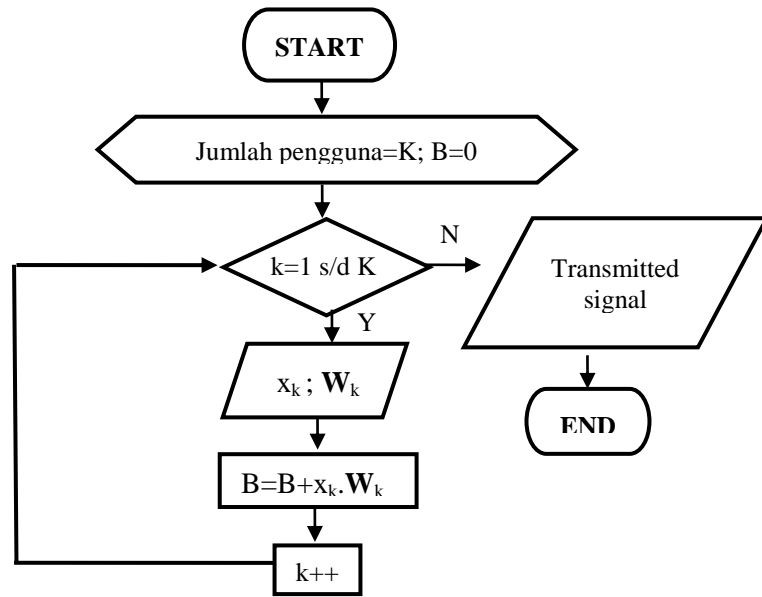 START
Jumlah pengguna=K; B=0
k=1 s/d K
N
Transmitted
signal
Y
xₖ ; Wₖ
END
B=B+xₖ.Wₖ
k++